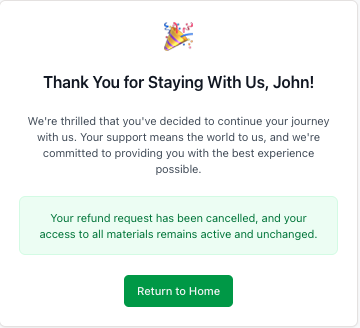 Thank You for Staying With Us, John!
We're thrilled that you've decided to continue your journey
with us. Your support means the world to us, and we're
committed to providing you with the best experience
possible.
Your refund request has been cancelled, and your
access to all materials remains active and unchanged.
Return to Home